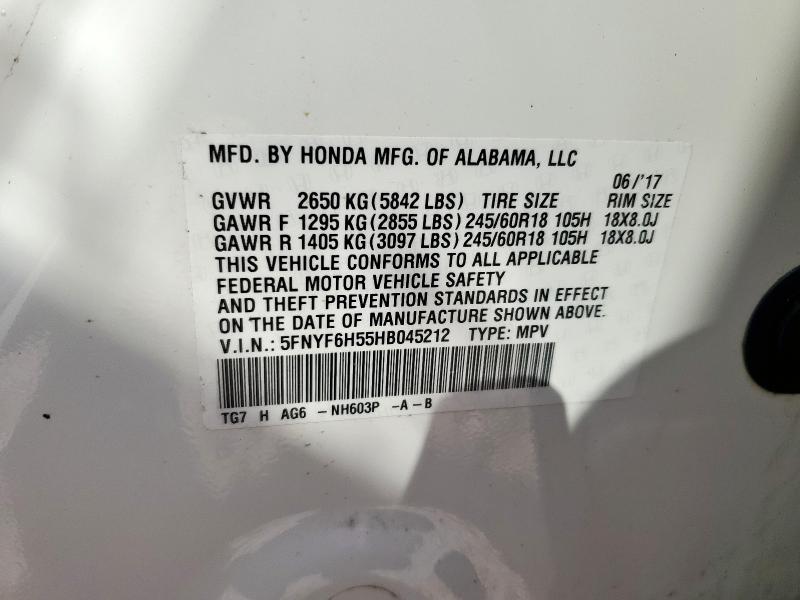 MFD. BY HONDA MFG. OF ALABAMA, LLC
06/'17
GVWR 2650 KG (5842 LBS) TIRE SIZE RIM SIZE
GAWR F 1295 KG (2855 LBS) 245/60R18 105H 18X8.0J
GAWR R 1405 KG (3097 LBS) 245/60R18 105H 18X8.0J
THIS VEHICLE CONFORMS TO ALL APPLICABLE
FEDERAL MOTOR VEHICLE SAFETY
AND THEFT PREVENTION STANDARDS IN EFFECT
ON THE DATE OF MANUFACTURE SHOWN ABOVE.
V.I.N.: 5FNYF6H55HB045212 TYPE: MPV
TG7 H AG6 -NH603P -A-B